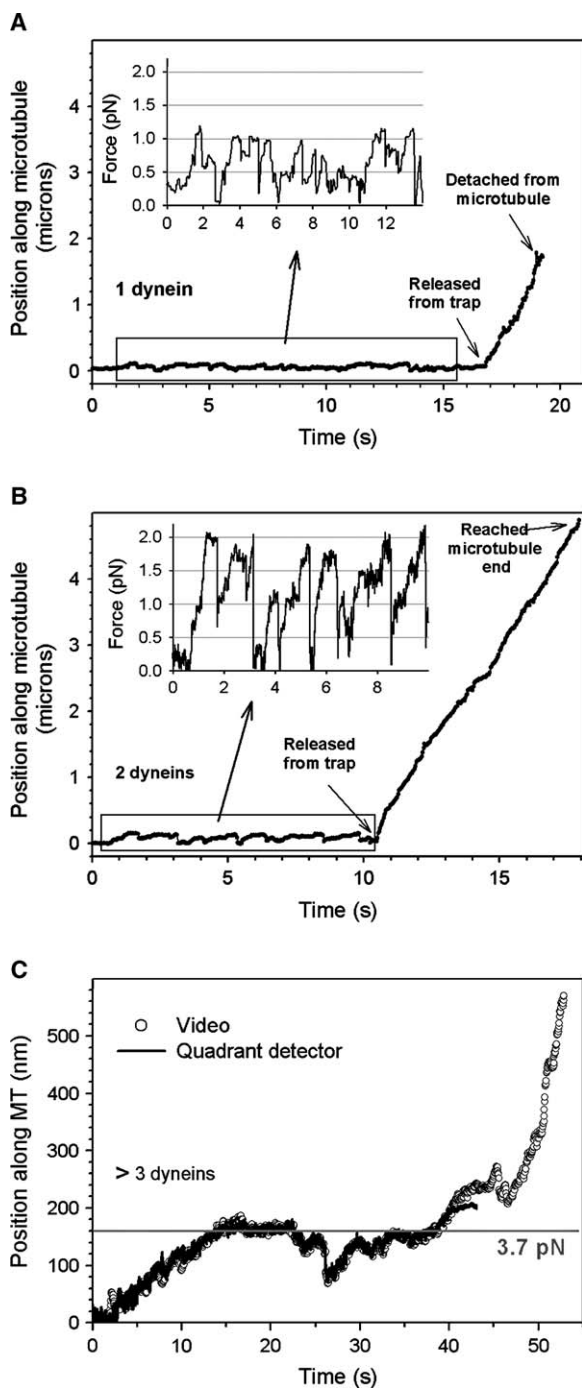 A
Position along microtubule
(microns)
4
3
2
1
0
Force (pN)
2.0
1.5
1.0
0.5
0.0
0 2 4 6 8 10 12
Detached from
microtubule
1 dynein
Released
from trap
0 5 10 15 20
Time (s)
B
Position along microtubule
(microns)
4
2
0
Force (pN)
2.0
1.5
1.0
0.5
0.0
0 2 4 6 8
Reached
microtubule
end
Released
from trap
2 dyneins
0 5 10 15
Time (s)
C
Position along MT (nm)
500
400
300
200
100
0
Video
Quadrant detector
> 3 dyneins
3.7 pN
0 10 20 30 40 50
Time (s)